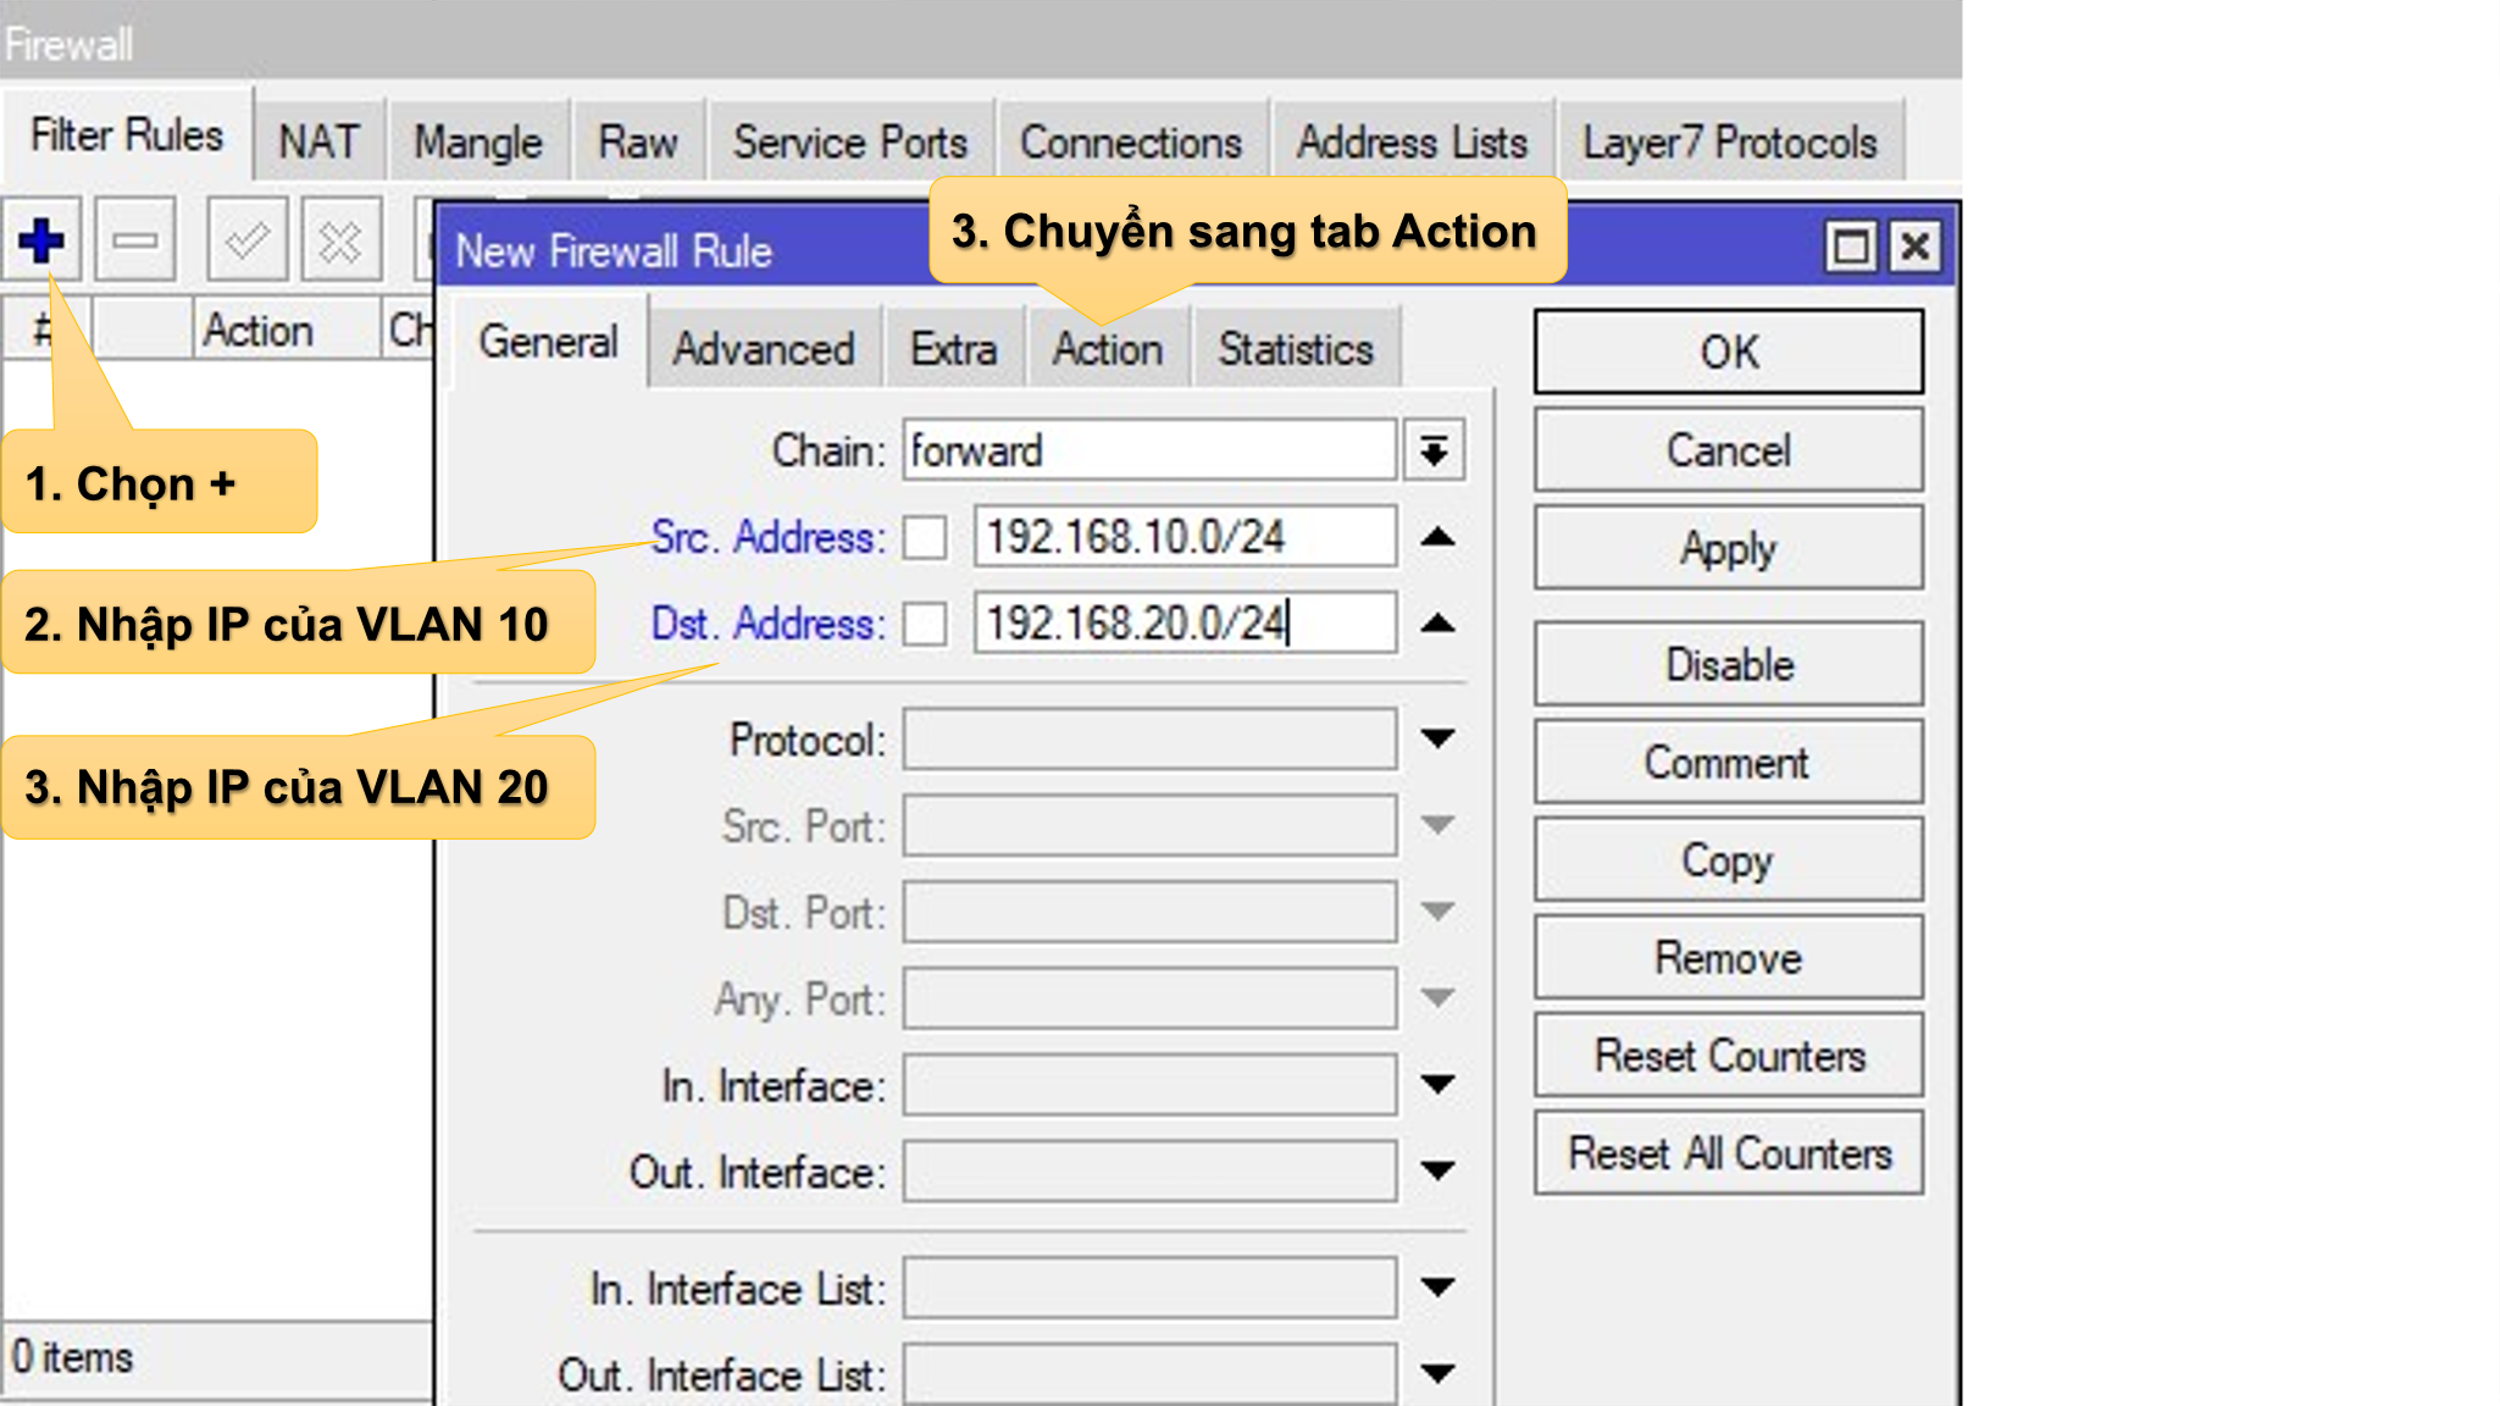 Firewall
Filter Rules NAT Mangle Raw Service Ports Connections Address Lists Layer7 Protocols
3. Chuyển sang tab Action
New Firewall Rule
# Action Ch
General Advanced Extra Action Statistics
OK
Chain: forward
Cancel
1. Chọn +
Src. Address: 192.168.10.0/24
Apply
2. Nhập IP của VLAN 10
Dst. Address: 192.168.20.0/24
Disable
Protocol:
Comment
3. Nhập IP của VLAN 20
Src. Port:
Copy
Dst. Port:
Remove
Any. Port:
Reset Counters
In. Interface:
Reset All Counters
Out. Interface:
In. Interface List:
0 items
Out. Interface List: